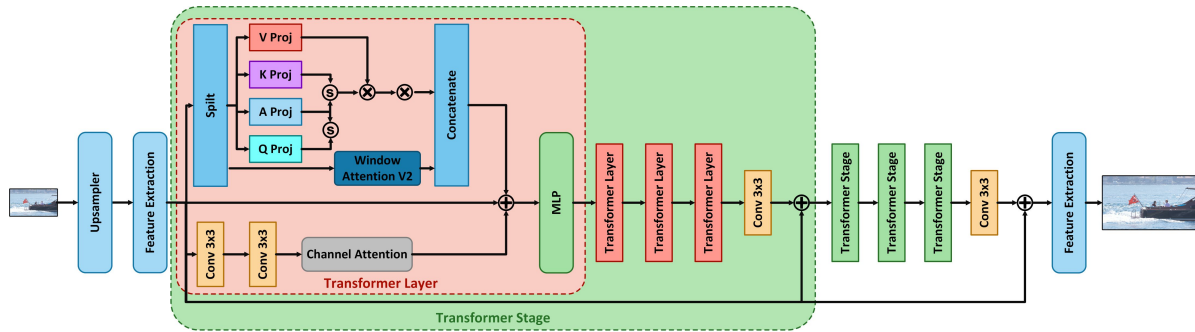 Upsampler
Feature Extraction
Spilt
V Proj
K Proj
A Proj
Q Proj
S
S
Window
Attention V2
Concatenate
Conv 3x3
Conv 3x3
Channel Attention
Transformer Layer
MLP
Transformer Layer
Transformer Layer
Transformer Layer
Conv 3x3
Transformer Stage
Transformer Stage
Transformer Stage
Transformer Stage
Conv 3x3
Feature Extraction